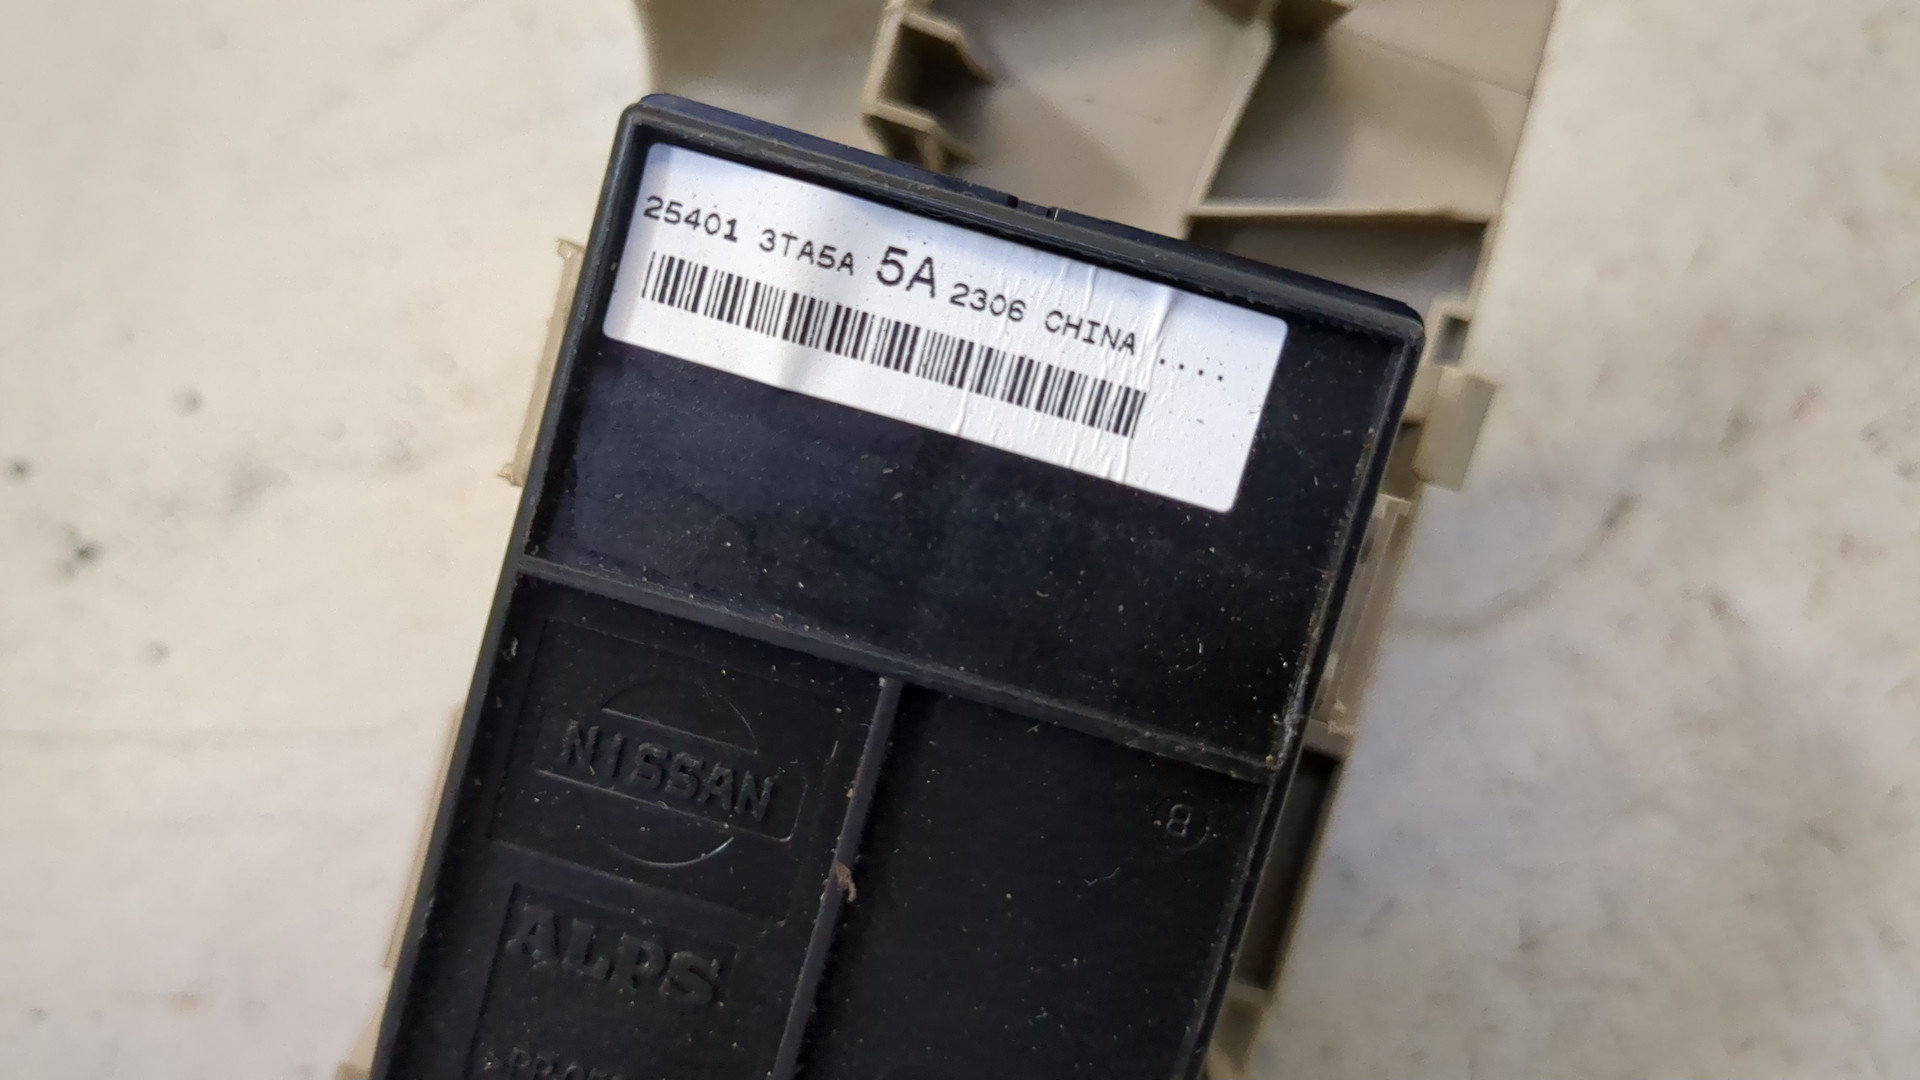 25401 3TA5A 5A 2306 CHINA ....
NISSAN
8
ALPS